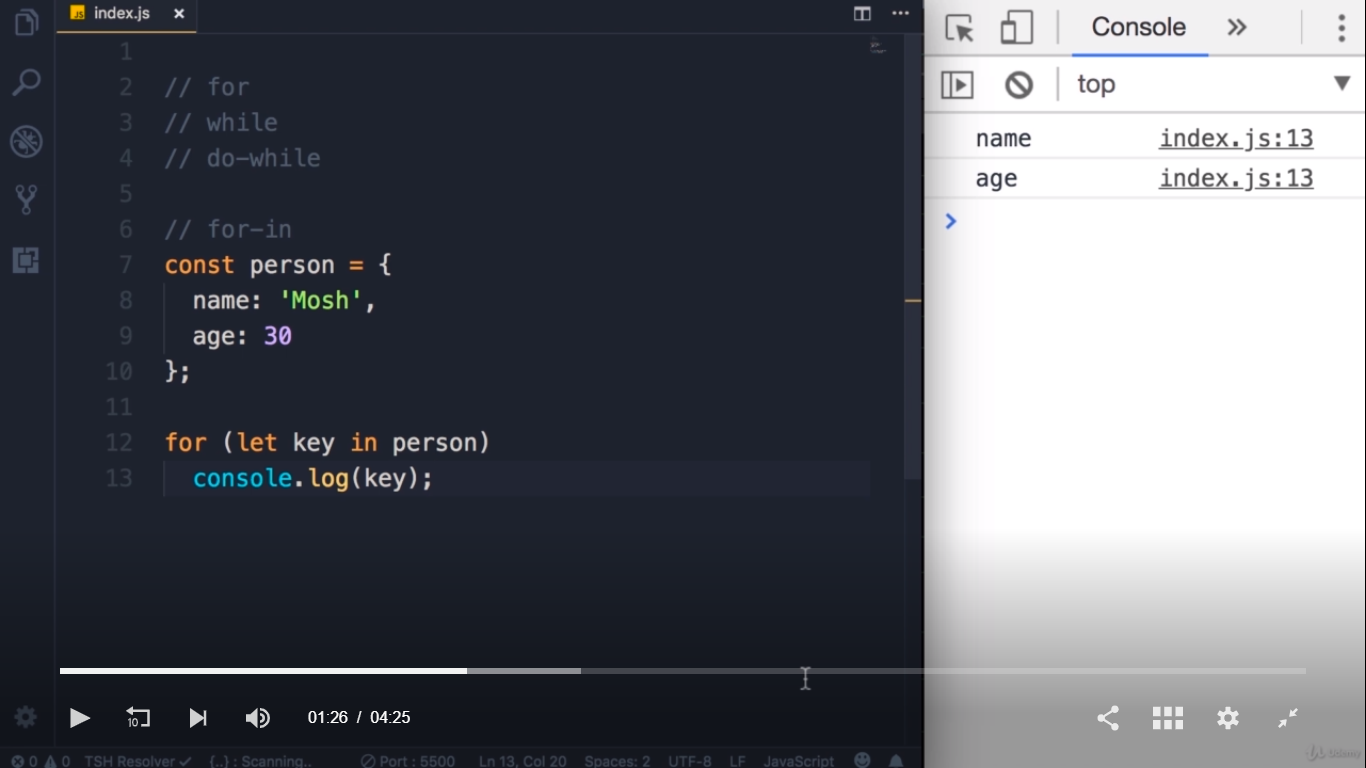 index.js ×
1
2 // for
3 // while
4 // do-while
5
6 // for-in
7 const person = {
8 name: 'Mosh',
9 age: 30
10 };
11
12 for (let key in person)
13 console.log(key);
Console
top
name index.js:13
age index.js:13
10
01:26 / 04:25
0 0 TSH Resolver ✓ {..} : Scanning.. Port : 5500 Ln 13, Col 20 Spaces: 2 UTF-8 LF JavaScript
Udemy